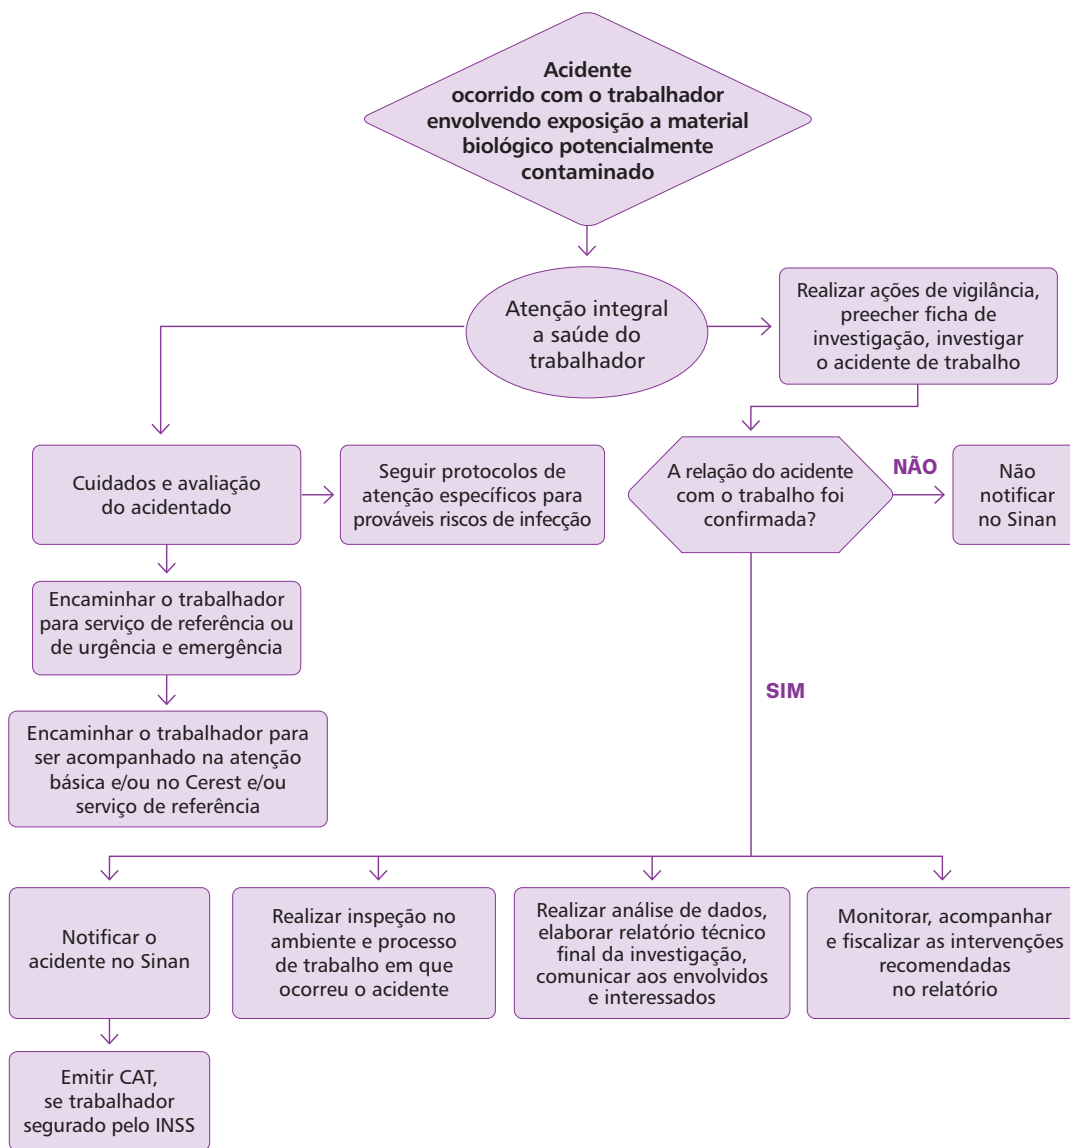 Acidente
ocorrido com o trabalhador
envolvendo exposição a material
biológico potencialmente
contaminado
Atenção integral
a saúde do
trabalhador
Realizar ações de vigilância,
preecher ficha de
investigação, investigar
o acidente de trabalho
Cuidados e avaliação
do acidentado
Seguir protocolos de
atenção específicos para
prováveis riscos de infecção
A relação do acidente
com o trabalho foi
confirmada?
NÃO
Não
notificar
no Sinan
Encaminhar o trabalhador
para serviço de referência ou
de urgência e emergência
SIM
Encaminhar o trabalhador para
ser acompanhado na atenção
básica e/ou no Cerest e/ou
serviço de referência
Notificar o
acidente no Sinan
Realizar inspeção no
ambiente e processo
de trabalho em que
ocorreu o acidente
Realizar análise de dados,
elaborar relatório técnico
final da investigação,
comunicar aos envolvidos
e interessados
Monitorar, acompanhar
e fiscalizar as intervenções
recomendadas
no relatório
Emitir CAT,
se trabalhador
segurado pelo INSS